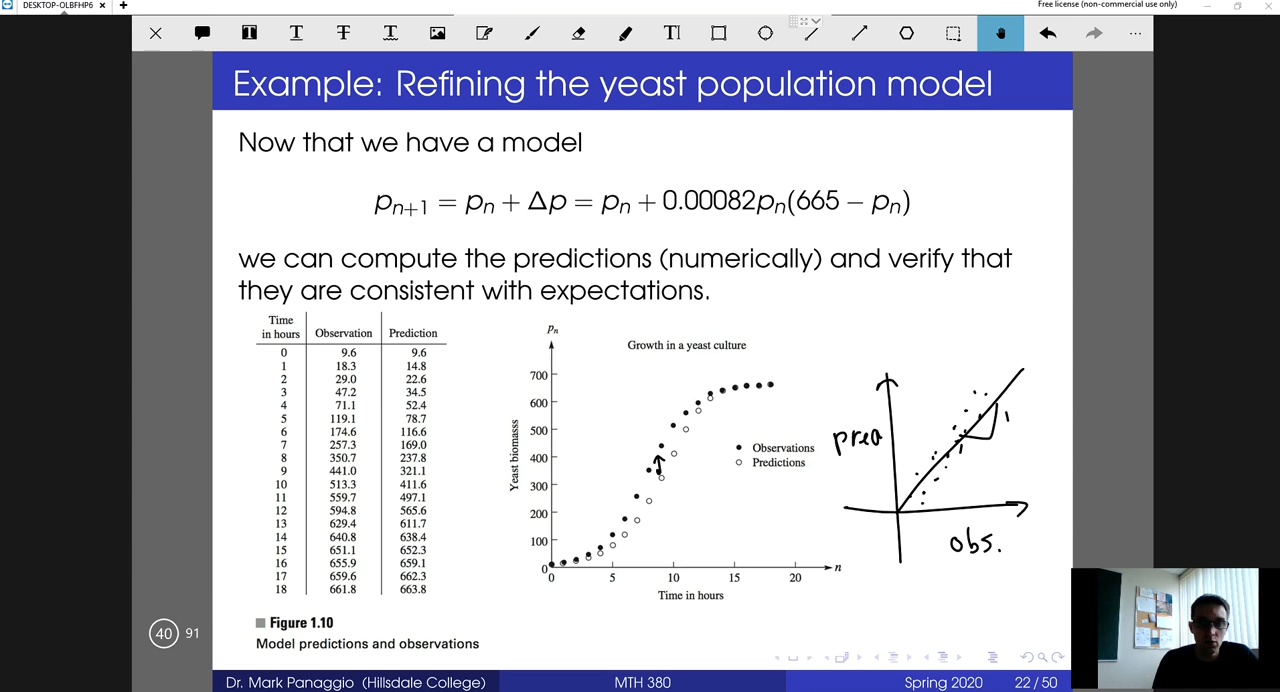 DESKTOP-OLBFHP6
Free license (non-commercial use only)
Example: Refining the yeast population model
Now that we have a model
pₙ₊₁ = pₙ + Δp = pₙ + 0.00082pₙ(665 − pₙ)
we can compute the predictions (numerically) and verify that
they are consistent with expectations.
Time
in hours Observation Prediction
0 9.6 9.6
1 18.3 14.8
2 29.0 22.6
3 47.2 34.5
4 71.1 52.4
5 119.1 78.7
6 174.6 116.6
7 257.3 169.0
8 350.7 237.8
9 441.0 321.1
10 513.3 411.6
11 559.7 497.1
12 594.8 565.6
13 629.4 611.7
14 640.8 638.4
15 651.1 652.3
16 655.9 659.1
17 659.6 662.3
18 661.8 663.8
pₙ
Growth in a yeast culture
700
600
500
400
300
200
100
0
Yeast biomasss
Observations
Predictions
0 5 10 15 20 n
Time in hours
pred
obs.
1
1
Figure 1.10
Model predictions and observations
40 91
Dr. Mark Panaggio (Hillsdale College) MTH 380 Spring 2020 22 / 50